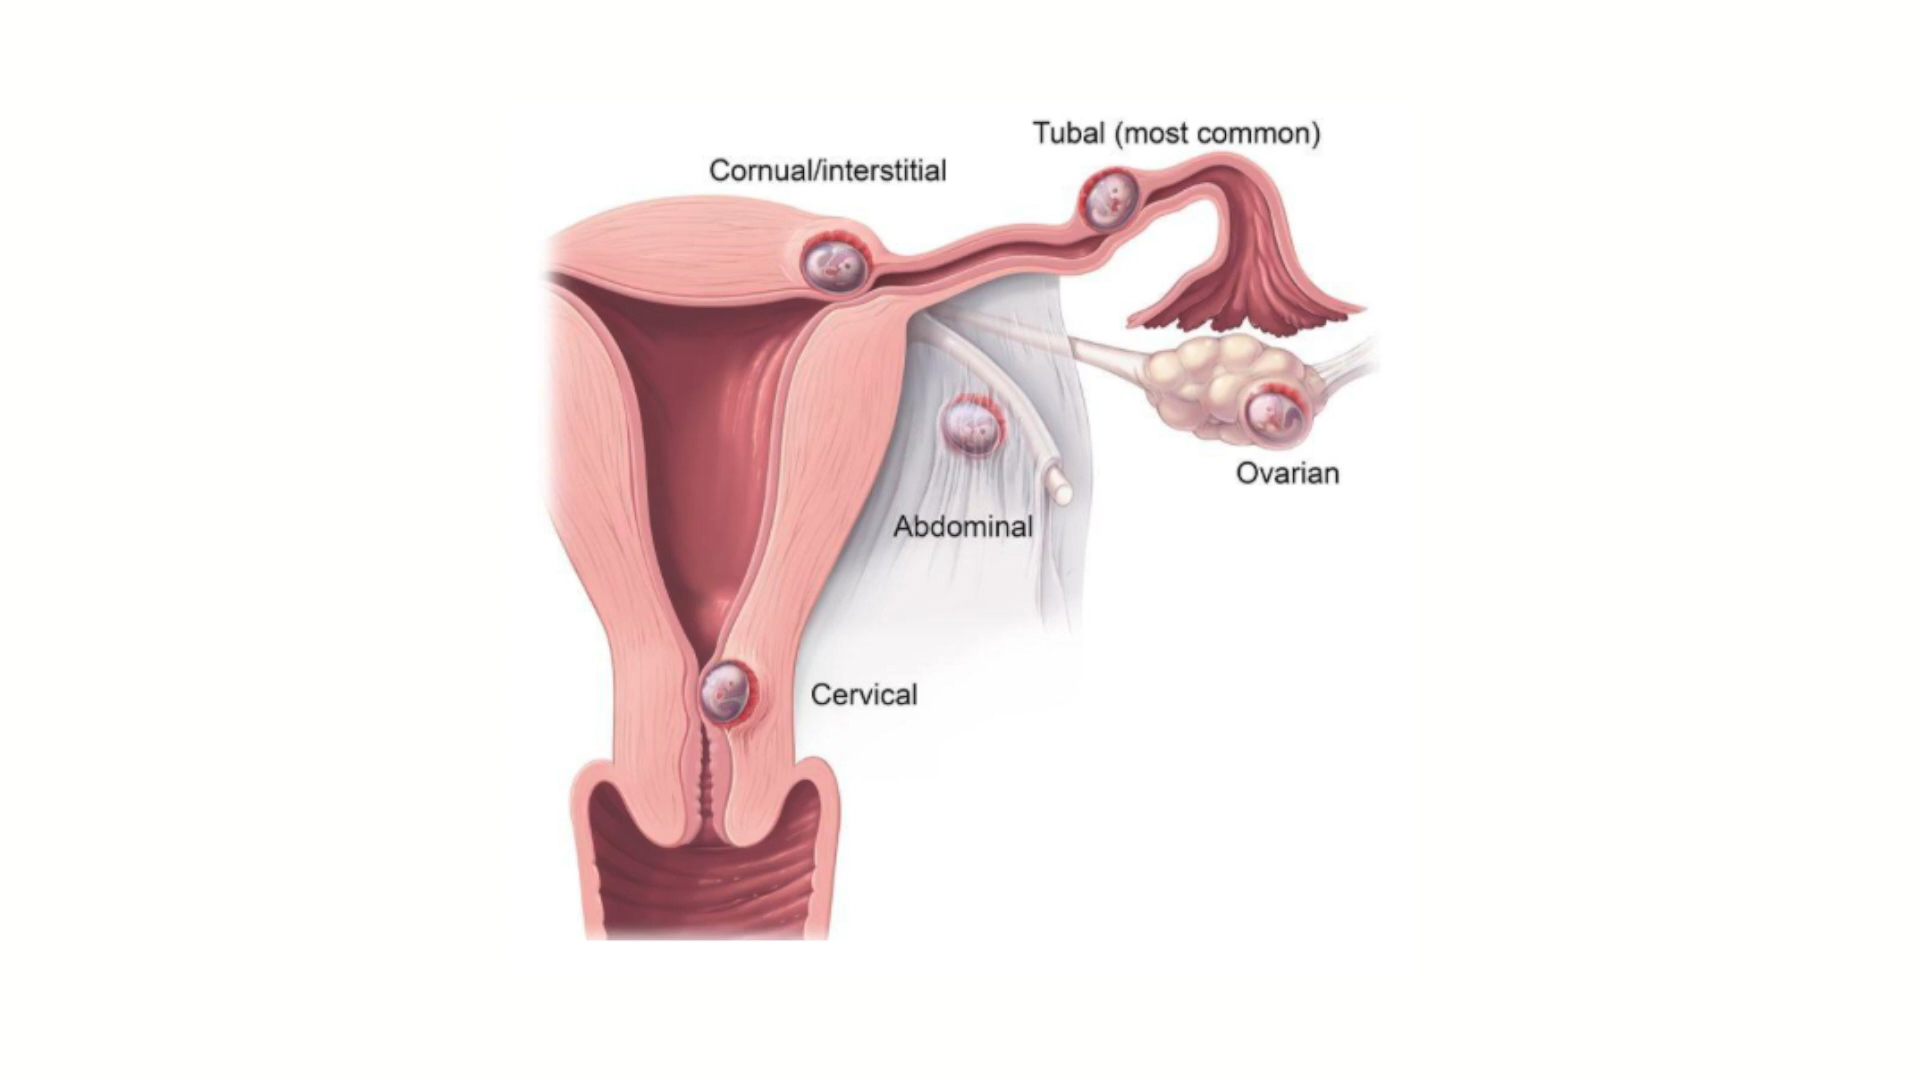 Tubal (most common)
Cornual/interstitial
Ovarian
Abdominal
Cervical